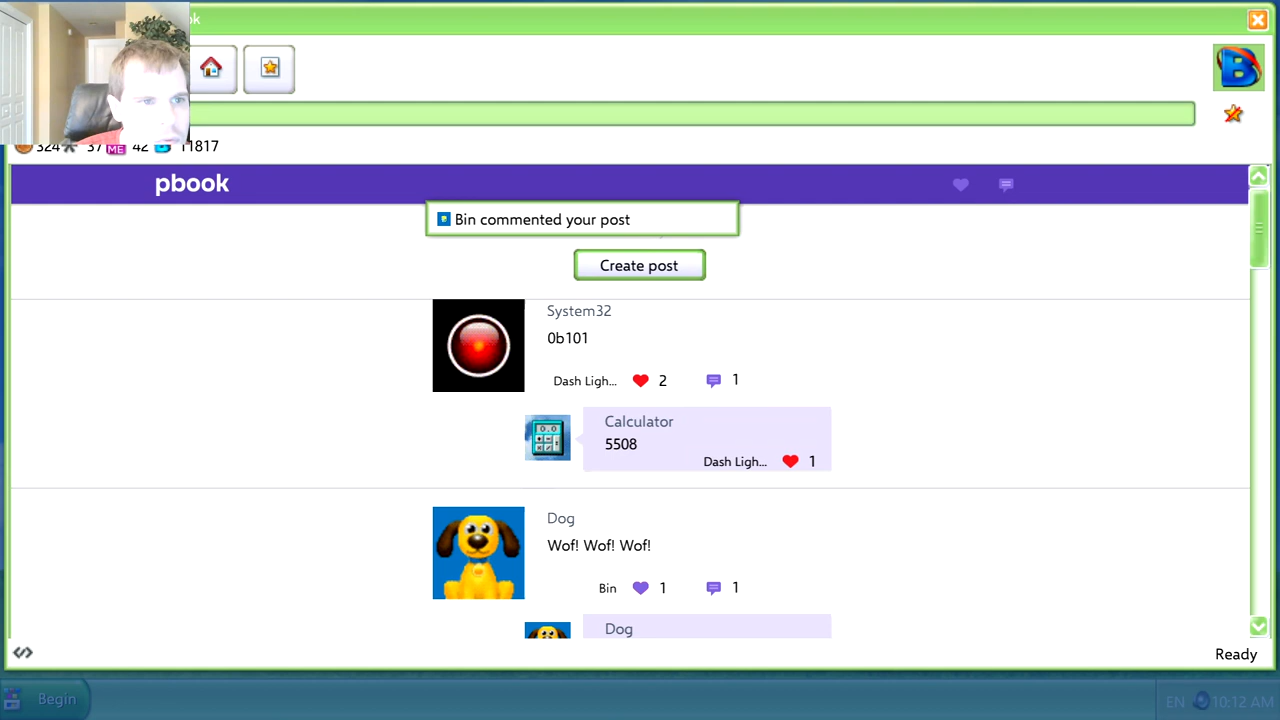 ok
324 37 ME 42 11817
pbook
Bin commented your post
Create post
System32
0b101
Dash Ligh... 2 1
Calculator
5508
Dash Ligh... 1
Dog
Wof! Wof! Wof!
Bin 1 1
Dog
Ready
Begin
EN 10:12 AM